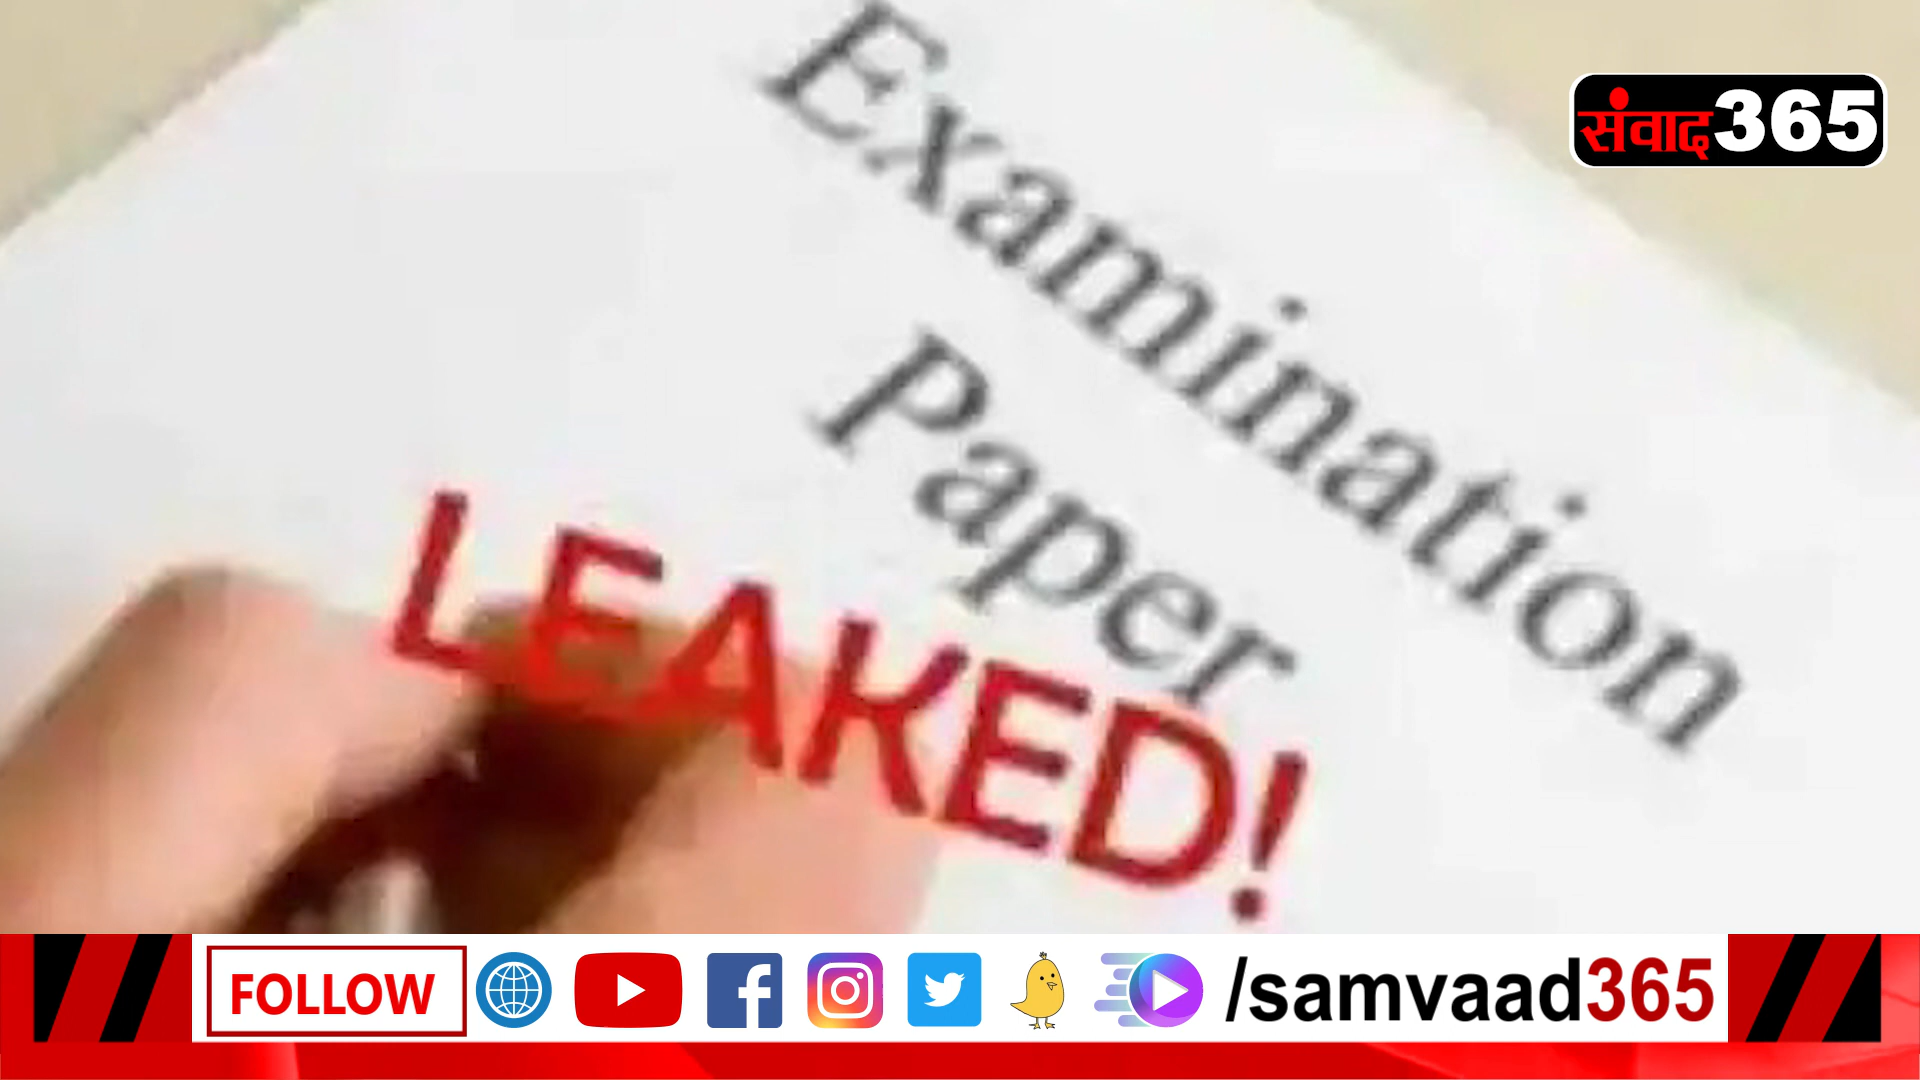 संवाद365
Examination
Paper
LEAKED!
FOLLOW
/samvaad365